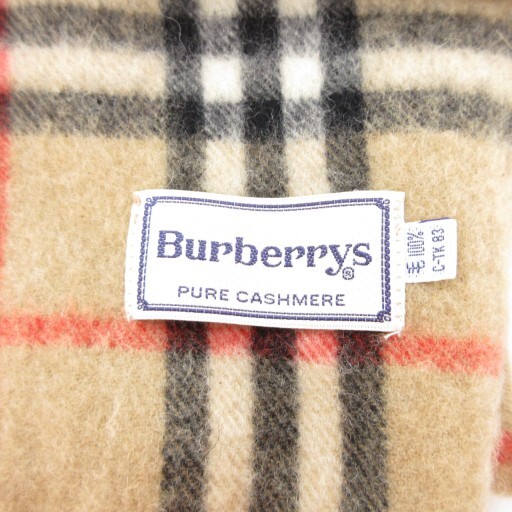 Burberrys®
PURE CASHMERE
毛 100%
C-TK 83